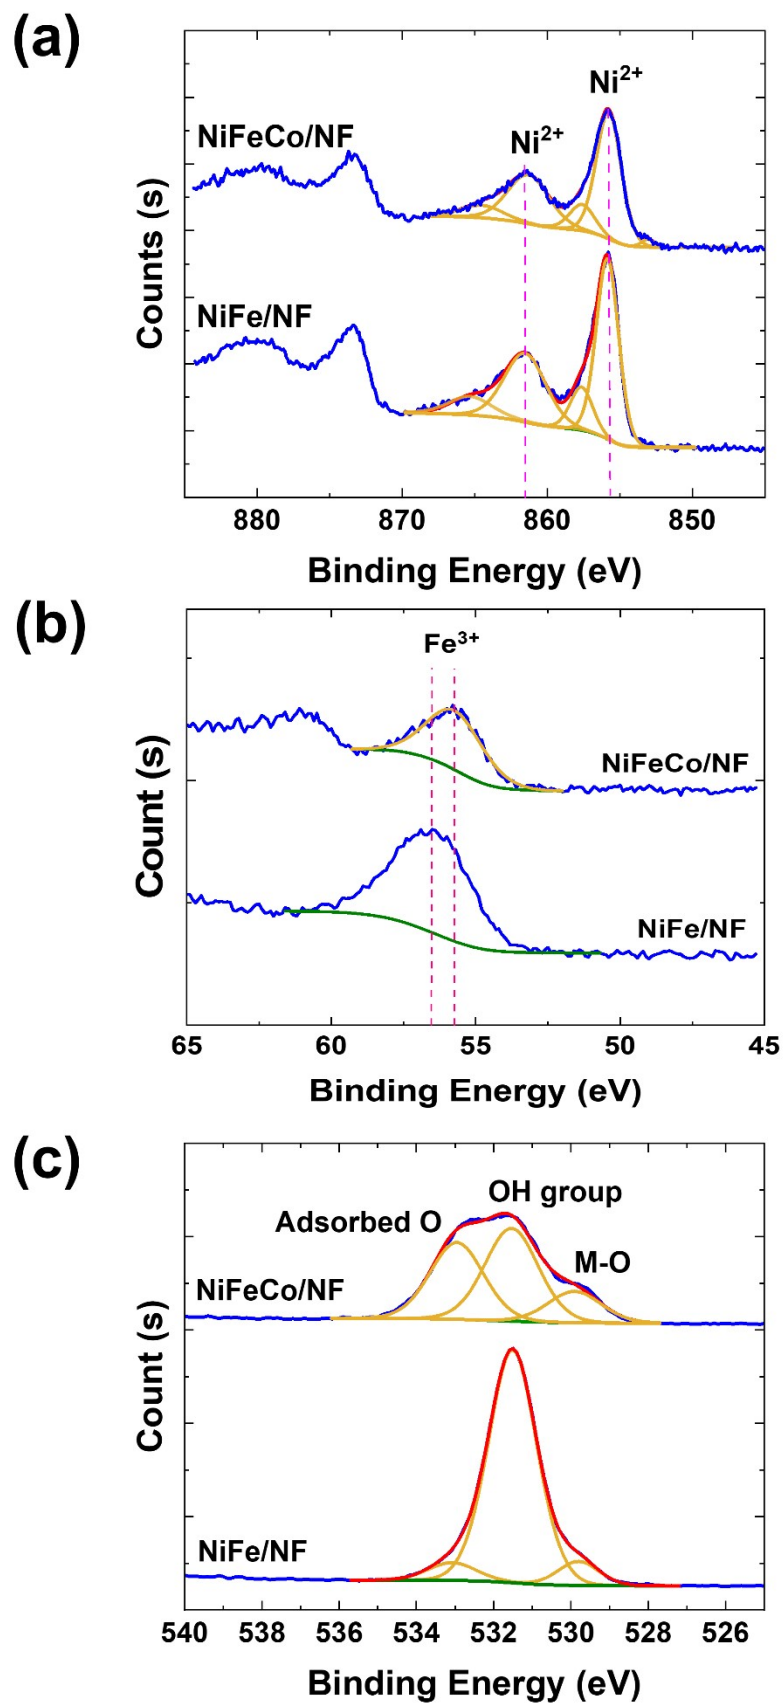 (a)
Ni²⁺
Ni²⁺
NiFeCo/NF
NiFe/NF
Counts (s)
880 870 860 850
Binding Energy (eV)
(b)
Fe³⁺
NiFeCo/NF
NiFe/NF
Count (s)
65 60 55 50 45
Binding Energy (eV)
(c)
OH group
Adsorbed O
M-O
NiFeCo/NF
NiFe/NF
Count (s)
540 538 536 534 532 530 528 526
Binding Energy (eV)